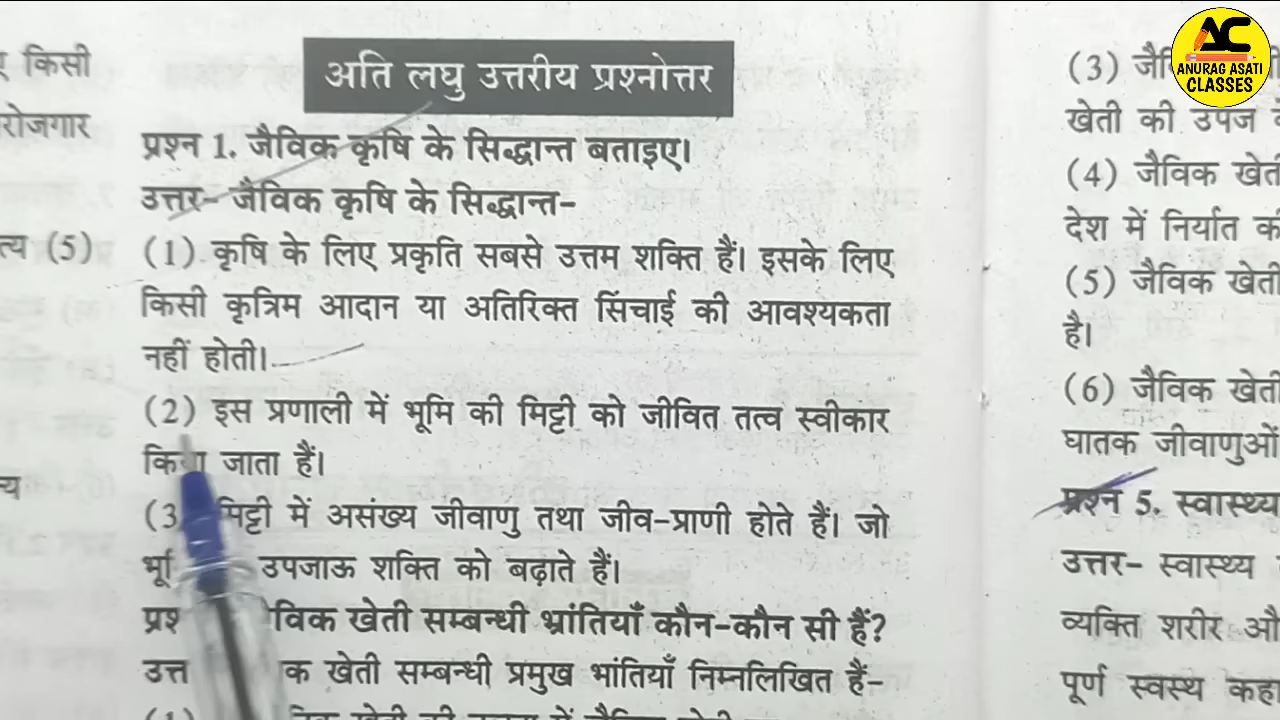 किसी
रोजगार
त्य (5)
त्य
अति लघु उत्तरीय प्रश्नोत्तर
प्रश्न 1. जैविक कृषि के सिद्धान्त बताइए।
उत्तर- जैविक कृषि के सिद्धान्त-
(1) कृषि के लिए प्रकृति सबसे उत्तम शक्ति हैं। इसके लिए
किसी कृत्रिम आदान या अतिरिक्त सिंचाई की आवश्यकता
नहीं होती।
(2) इस प्रणाली में भूमि की मिट्टी को जीवित तत्व स्वीकार
किया जाता हैं।
(3) मिट्टी में असंख्य जीवाणु तथा जीव-प्राणी होते हैं। जो
उपजाऊ शक्ति को बढ़ाते हैं।
खेती सम्बन्धी भ्रांतियाँ कौन-कौन सी हैं?
खेती सम्बन्धी प्रमुख भांतियाँ निम्नलिखित हैं-
(3)
खेती की उपज
(4) जैविक खेती
देश में निर्यात
(5) जैविक खेती
है।
(6) जैविक खेती
घातक जीवाणुओं
प्रश्न 5. स्वास्थ्य
उत्तर- स्वास्थ्य
व्यक्ति शरीर
पूर्ण स्वस्थ
AC
ANURAG ASATI
CLASSES